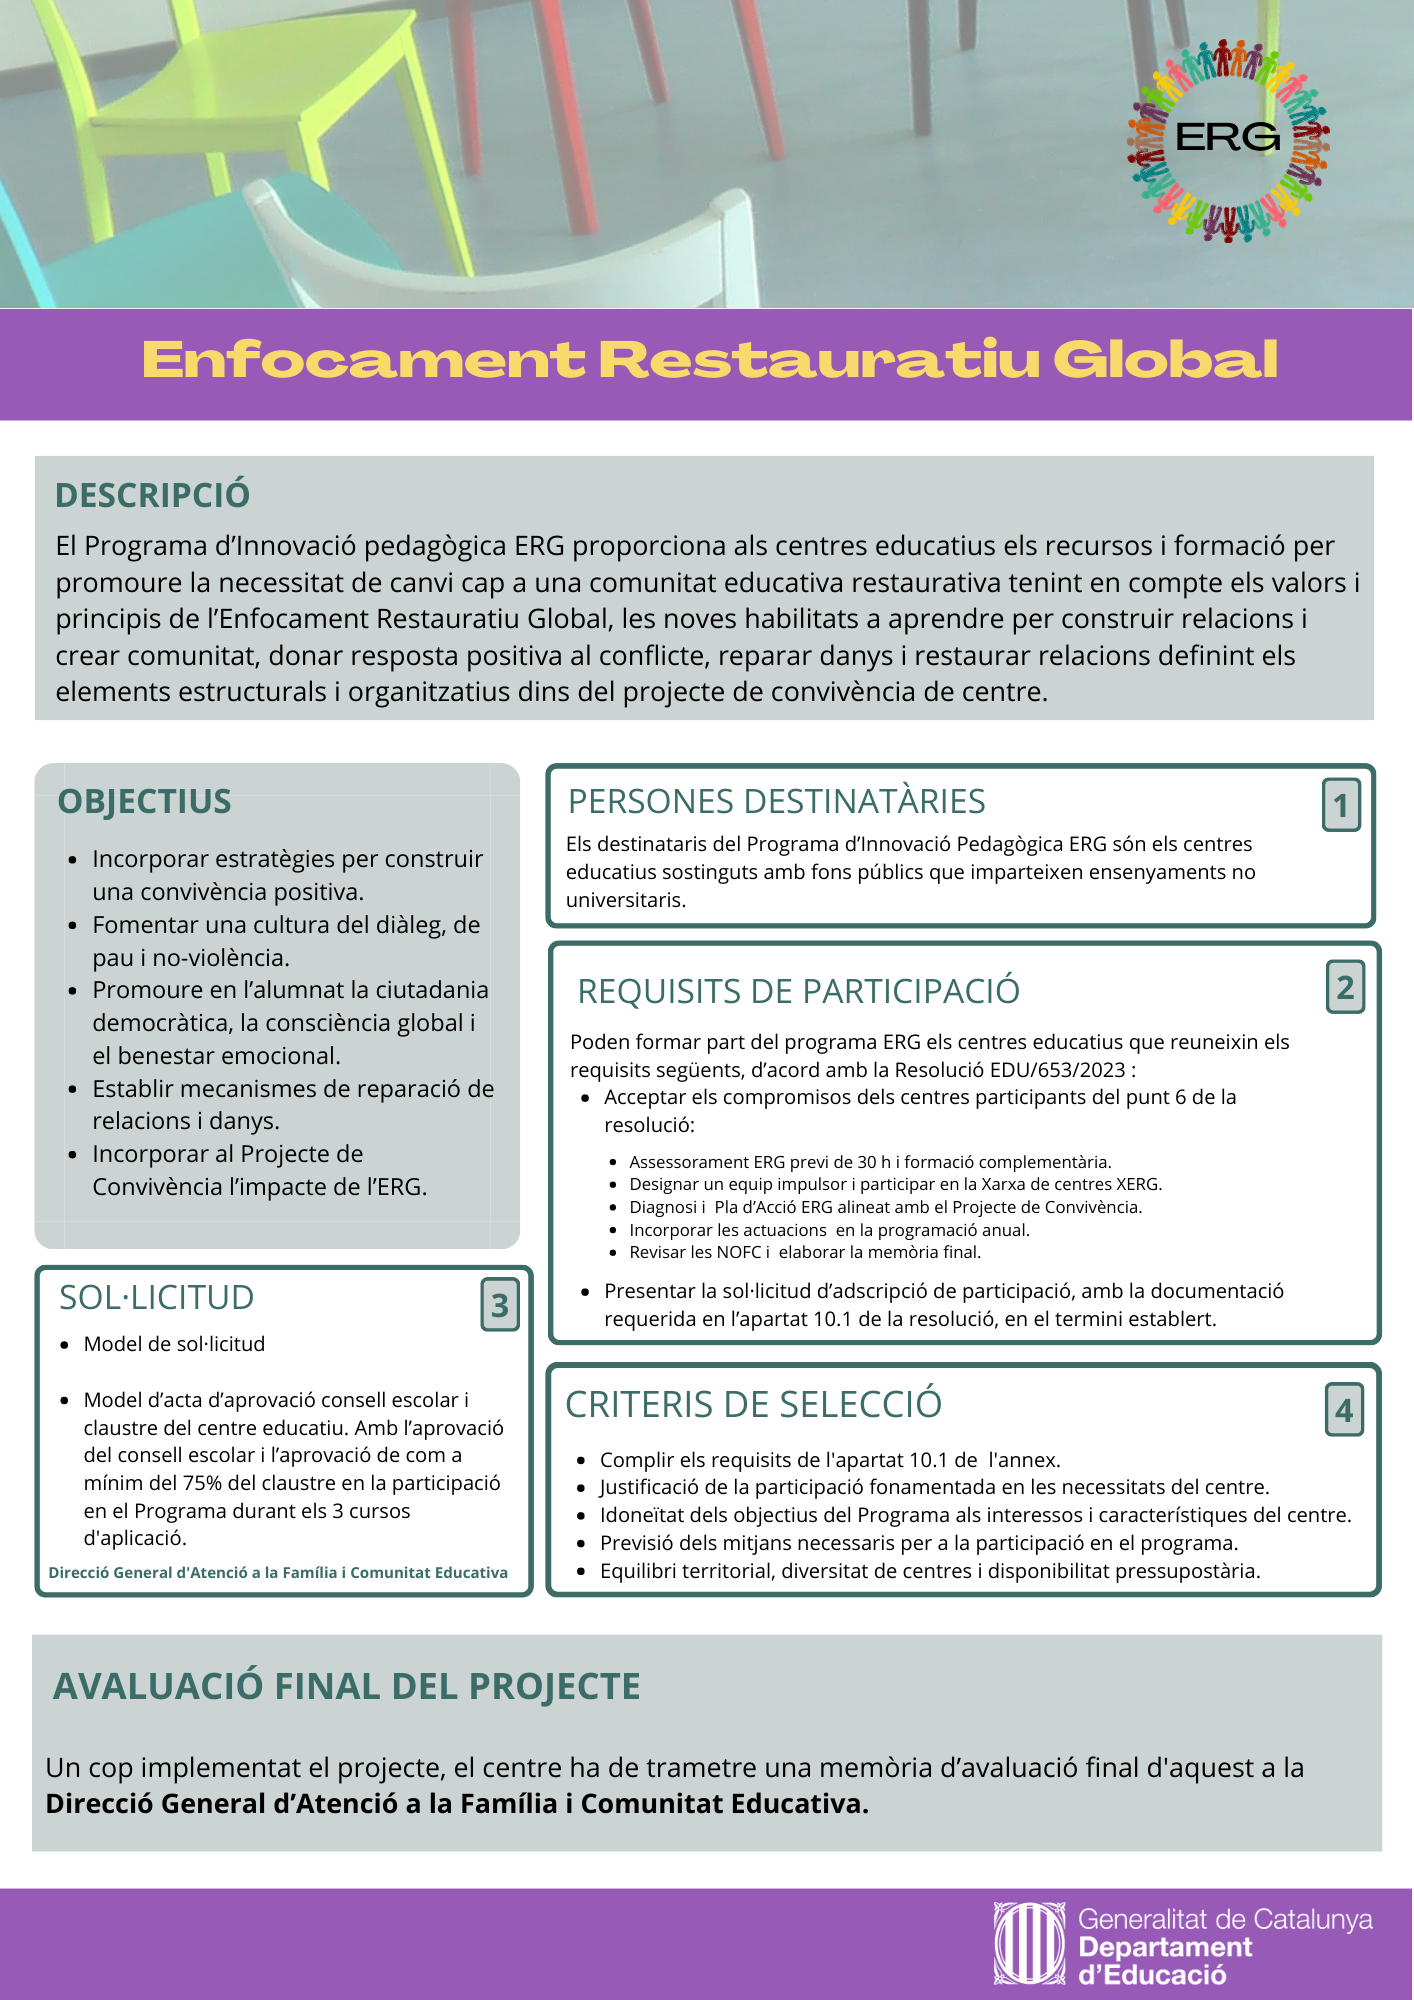 ERG
Enfocament Restauratiu Global
DESCRIPCIÓ
El Programa d’Innovació pedagògica ERG proporciona als centres educatius els recursos i formació per
promoure la necessitat de canvi cap a una comunitat educativa restaurativa tenint en compte els valors i
principis de l’Enfocament Restauratiu Global, les noves habilitats a aprendre per construir relacions i
crear comunitat, donar resposta positiva al conflicte, reparar danys i restaurar relacions definint els
elements estructurals i organitzatius dins del projecte de convivència de centre.
OBJECTIUS
• Incorporar estratègies per construir
una convivència positiva.
• Fomentar una cultura del diàleg, de
pau i no-violència.
• Promoure en l’alumnat la ciutadania
democràtica, la consciència global i
el benestar emocional.
• Establir mecanismes de reparació de
relacions i danys.
• Incorporar al Projecte de
Convivència l’impacte de l’ERG.
PERSONES DESTINATÀRIES
1
Els destinataris del Programa d’Innovació Pedagògica ERG són els centres
educatius sostinguts amb fons públics que imparteixen ensenyaments no
universitaris.
REQUISITS DE PARTICIPACIÓ
2
Poden formar part del programa ERG els centres educatius que reuneixin els
requisits següents, d’acord amb la Resolució EDU/653/2023 :
• Acceptar els compromisos dels centres participants del punt 6 de la
resolució:
• Assessorament ERG previ de 30 h i formació complementària.
• Designar un equip impulsor i participar en la Xarxa de centres XERG.
• Diagnosi i  Pla d’Acció ERG alineat amb el Projecte de Convivència.
• Incorporar les actuacions  en la programació anual.
• Revisar les NOFC i  elaborar la memòria final.
• Presentar la sol·licitud d’adscripció de participació, amb la documentació
requerida en l’apartat 10.1 de la resolució, en el termini establert.
SOL·LICITUD
3
• Model de sol·licitud
• Model d’acta d’aprovació consell escolar i
claustre del centre educatiu. Amb l’aprovació
del consell escolar i l’aprovació de com a
mínim del 75% del claustre en la participació
en el Programa durant els 3 cursos
d'aplicació.
Direcció General d'Atenció a la Família i Comunitat Educativa
CRITERIS DE SELECCIÓ
4
• Complir els requisits de l'apartat 10.1 de  l'annex.
• Justificació de la participació fonamentada en les necessitats del centre.
• Idoneïtat dels objectius del Programa als interessos i característiques del centre.
• Previsió dels mitjans necessaris per a la participació en el programa.
• Equilibri territorial, diversitat de centres i disponibilitat pressupostària.
AVALUACIÓ FINAL DEL PROJECTE
Un cop implementat el projecte, el centre ha de trametre una memòria d’avaluació final d'aquest a la
Direcció General d’Atenció a la Família i Comunitat Educativa.
Generalitat de Catalunya
Departament
d’Educació